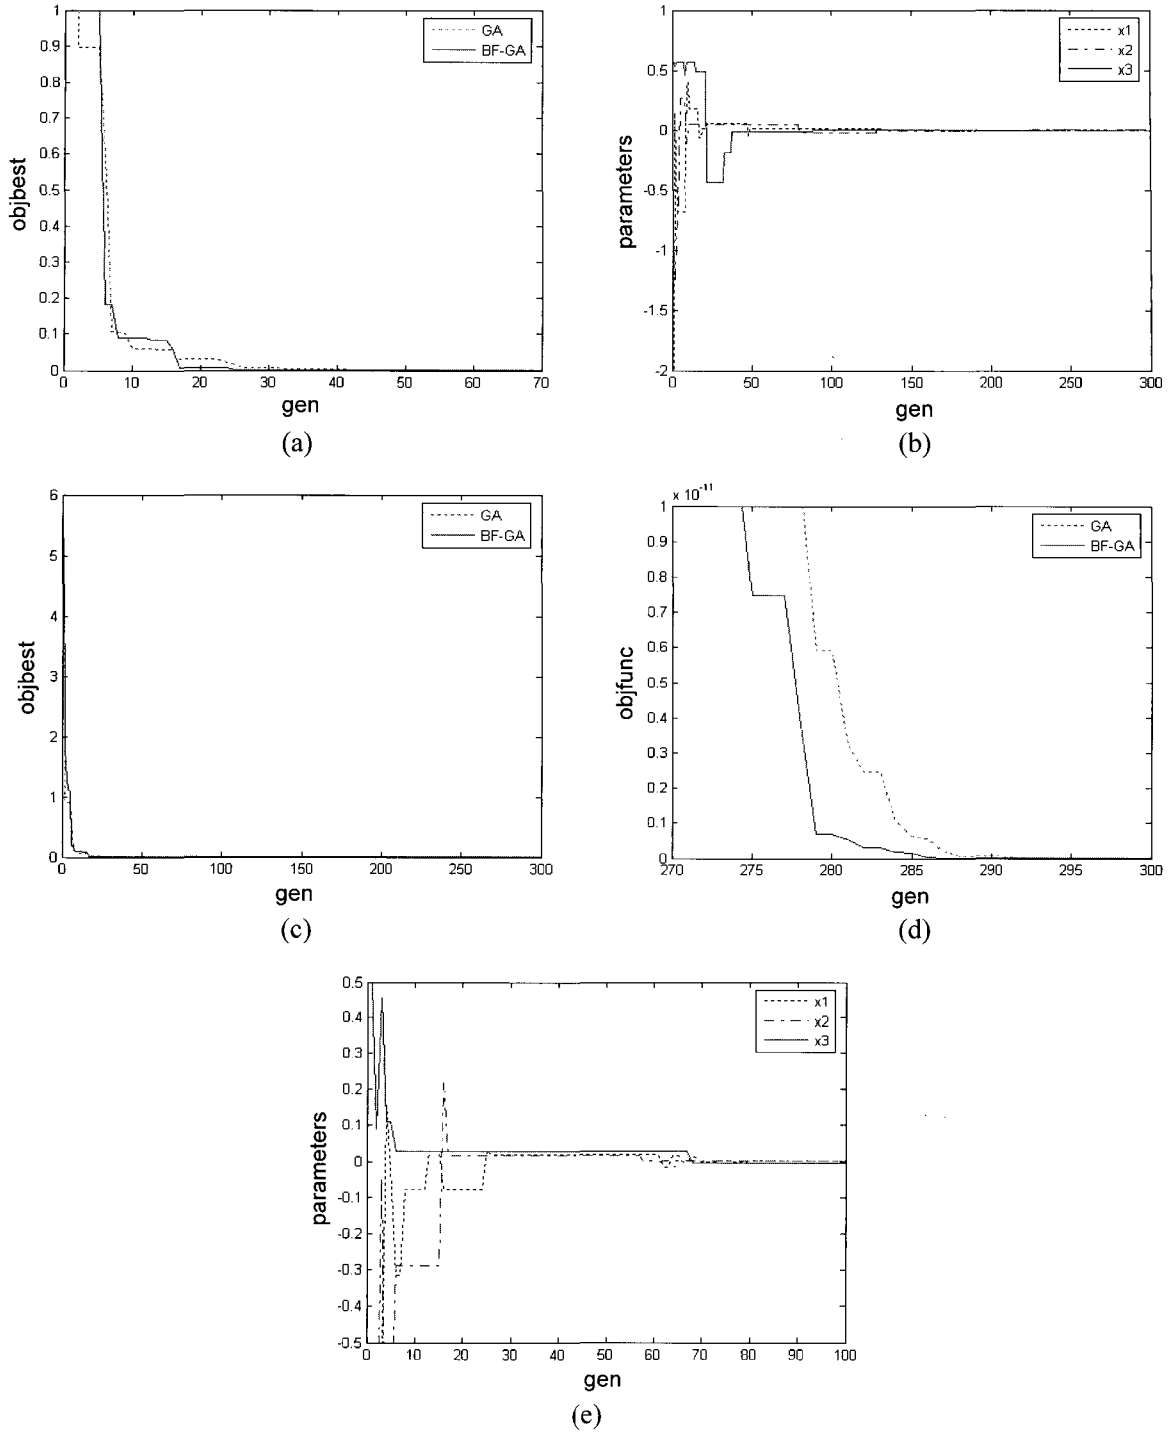 1
0.9
0.8
0.7
0.6
0.5
0.4
0.3
0.2
0.1
0
objbest
GA
BF-GA
0 10 20 30 40 50 60 70
gen
(a)
1
0.5
0
-0.5
-1
-1.5
-2
parameters
x1
x2
x3
0 50 100 150 200 250 300
gen
(b)
6
5
4
3
2
1
0
objbest
GA
BF-GA
0 50 100 150 200 250 300
gen
(c)
x 10^-11
1
0.9
0.8
0.7
0.6
0.5
0.4
0.3
0.2
0.1
0
objfunc
GA
BF-GA
270 275 280 285 290 295 300
gen
(d)
0.5
0.4
0.3
0.2
0.1
0
-0.1
-0.2
-0.3
-0.4
-0.5
parameters
x1
x2
x3
0 10 20 30 40 50 60 70 80 90 100
gen
(e)